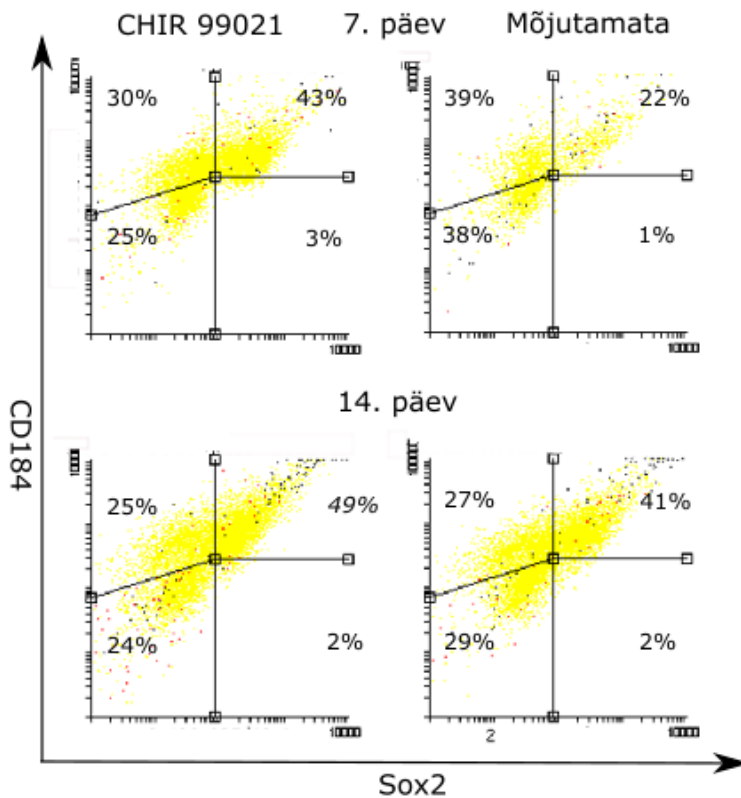 CHIR 99021 7. päev Mõjutamata
30% 43% 39% 22%
25% 3% 38% 1%
10000 10000
14. päev
CD184
25% 49% 27% 41%
24% 2% 29% 2%
10000 10000
2
Sox2